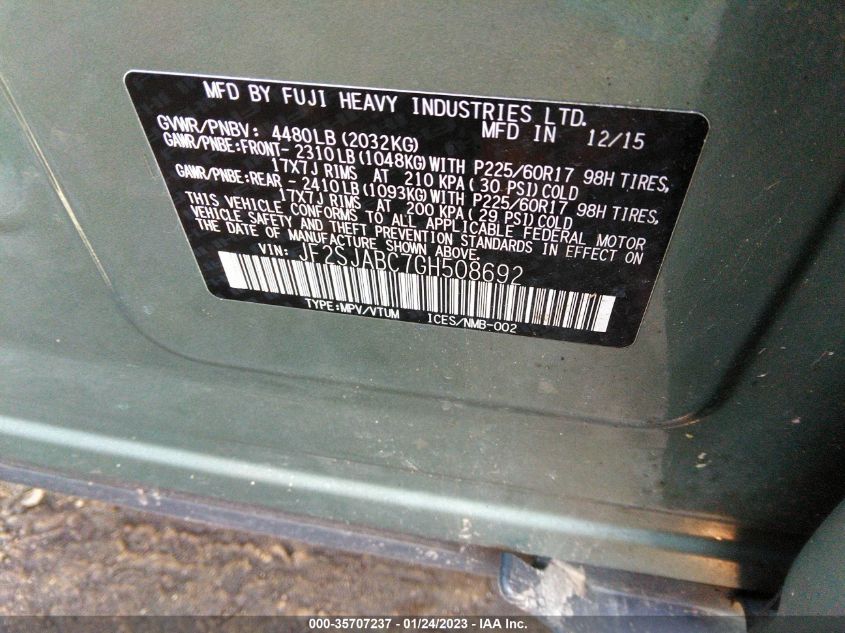 MFD BY FUJI HEAVY INDUSTRIES LTD.
MFD IN 12/15
GVWR/PNBV: 4480LB (2032KG)
GAWR/PNBE:FRONT- 2310LB (1048KG) WITH P225/60R17 98H TIRES,
17X7J RIMS AT 210 KPA ( 30 PSI) COLD
GAWR/PNBE:REAR - 2410LB (1093KG) WITH P225/60R17 98H TIRES,
17X7J RIMS AT 200 KPA ( 29 PSI) COLD
THIS VEHICLE CONFORMS TO ALL APPLICABLE FEDERAL MOTOR
VEHICLE SAFETY AND THEFT PREVENTION STANDARDS IN EFFECT ON
THE DATE OF MANUFACTURE SHOWN ABOVE.
VIN: JF2SJABC7GH508692
TYPE:MPV/VTUM ICES/NMB-002
000-35707237 - 01/24/2023 - IAA Inc.